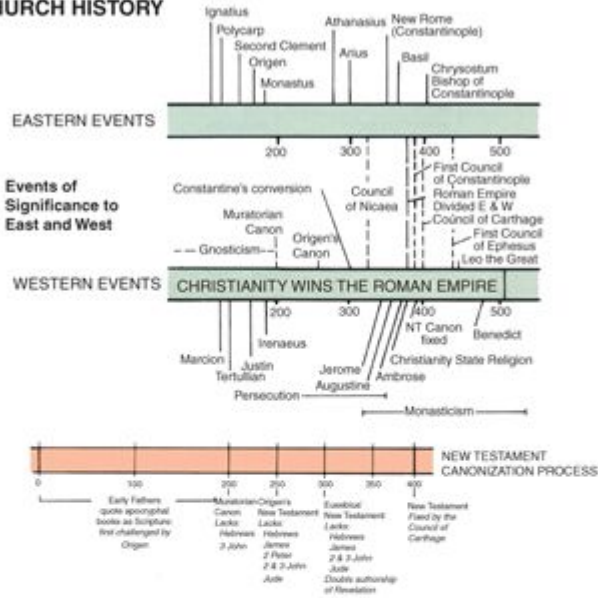 HURCH HISTORY
Ignatius
Polycarp
Second Clement
Origen
Monastus
Athanasius
Arius
New Rome
(Constantinople)
Basil
Chrysostum
Bishop of
Constantinople
EASTERN EVENTS
200
300
400
500
Events of
Significance to
East and West
Constantine's conversion
Muratorian
Canon
Gnosticism
Origen's
Canon
Council
of Nicaea
First Council
of Constantinople
Roman Empire
Divided E & W
Council of Carthage
First Council
of Ephesus
Leo the Great
WESTERN EVENTS
CHRISTIANITY WINS THE ROMAN EMPIRE
200
300
400
500
Marcion
Tertullian
Justin
Irenaeus
Persecution
Jerome
Augustine
Ambrose
Christianity State Religion
NT Canon
fixed
Benedict
Monasticism
NEW TESTAMENT
CANONIZATION PROCESS
0
100
200
250
300
350
400
Early Fathers
quote apocryphal
books as Scripture
first challenged by
Origen
Muratorian
Canon
Lacks:
Hebrews
3 John
Origen's
New Testament
Lacks:
Hebrews
James
2 Peter
2 & 3 John
Jude
Eusebius'
New Testament
Lacks:
Hebrews
James
2 & 3 John
Jude
Doubts authorship
of Revelation
New Testament
Fixed by the
Council of
Carthage